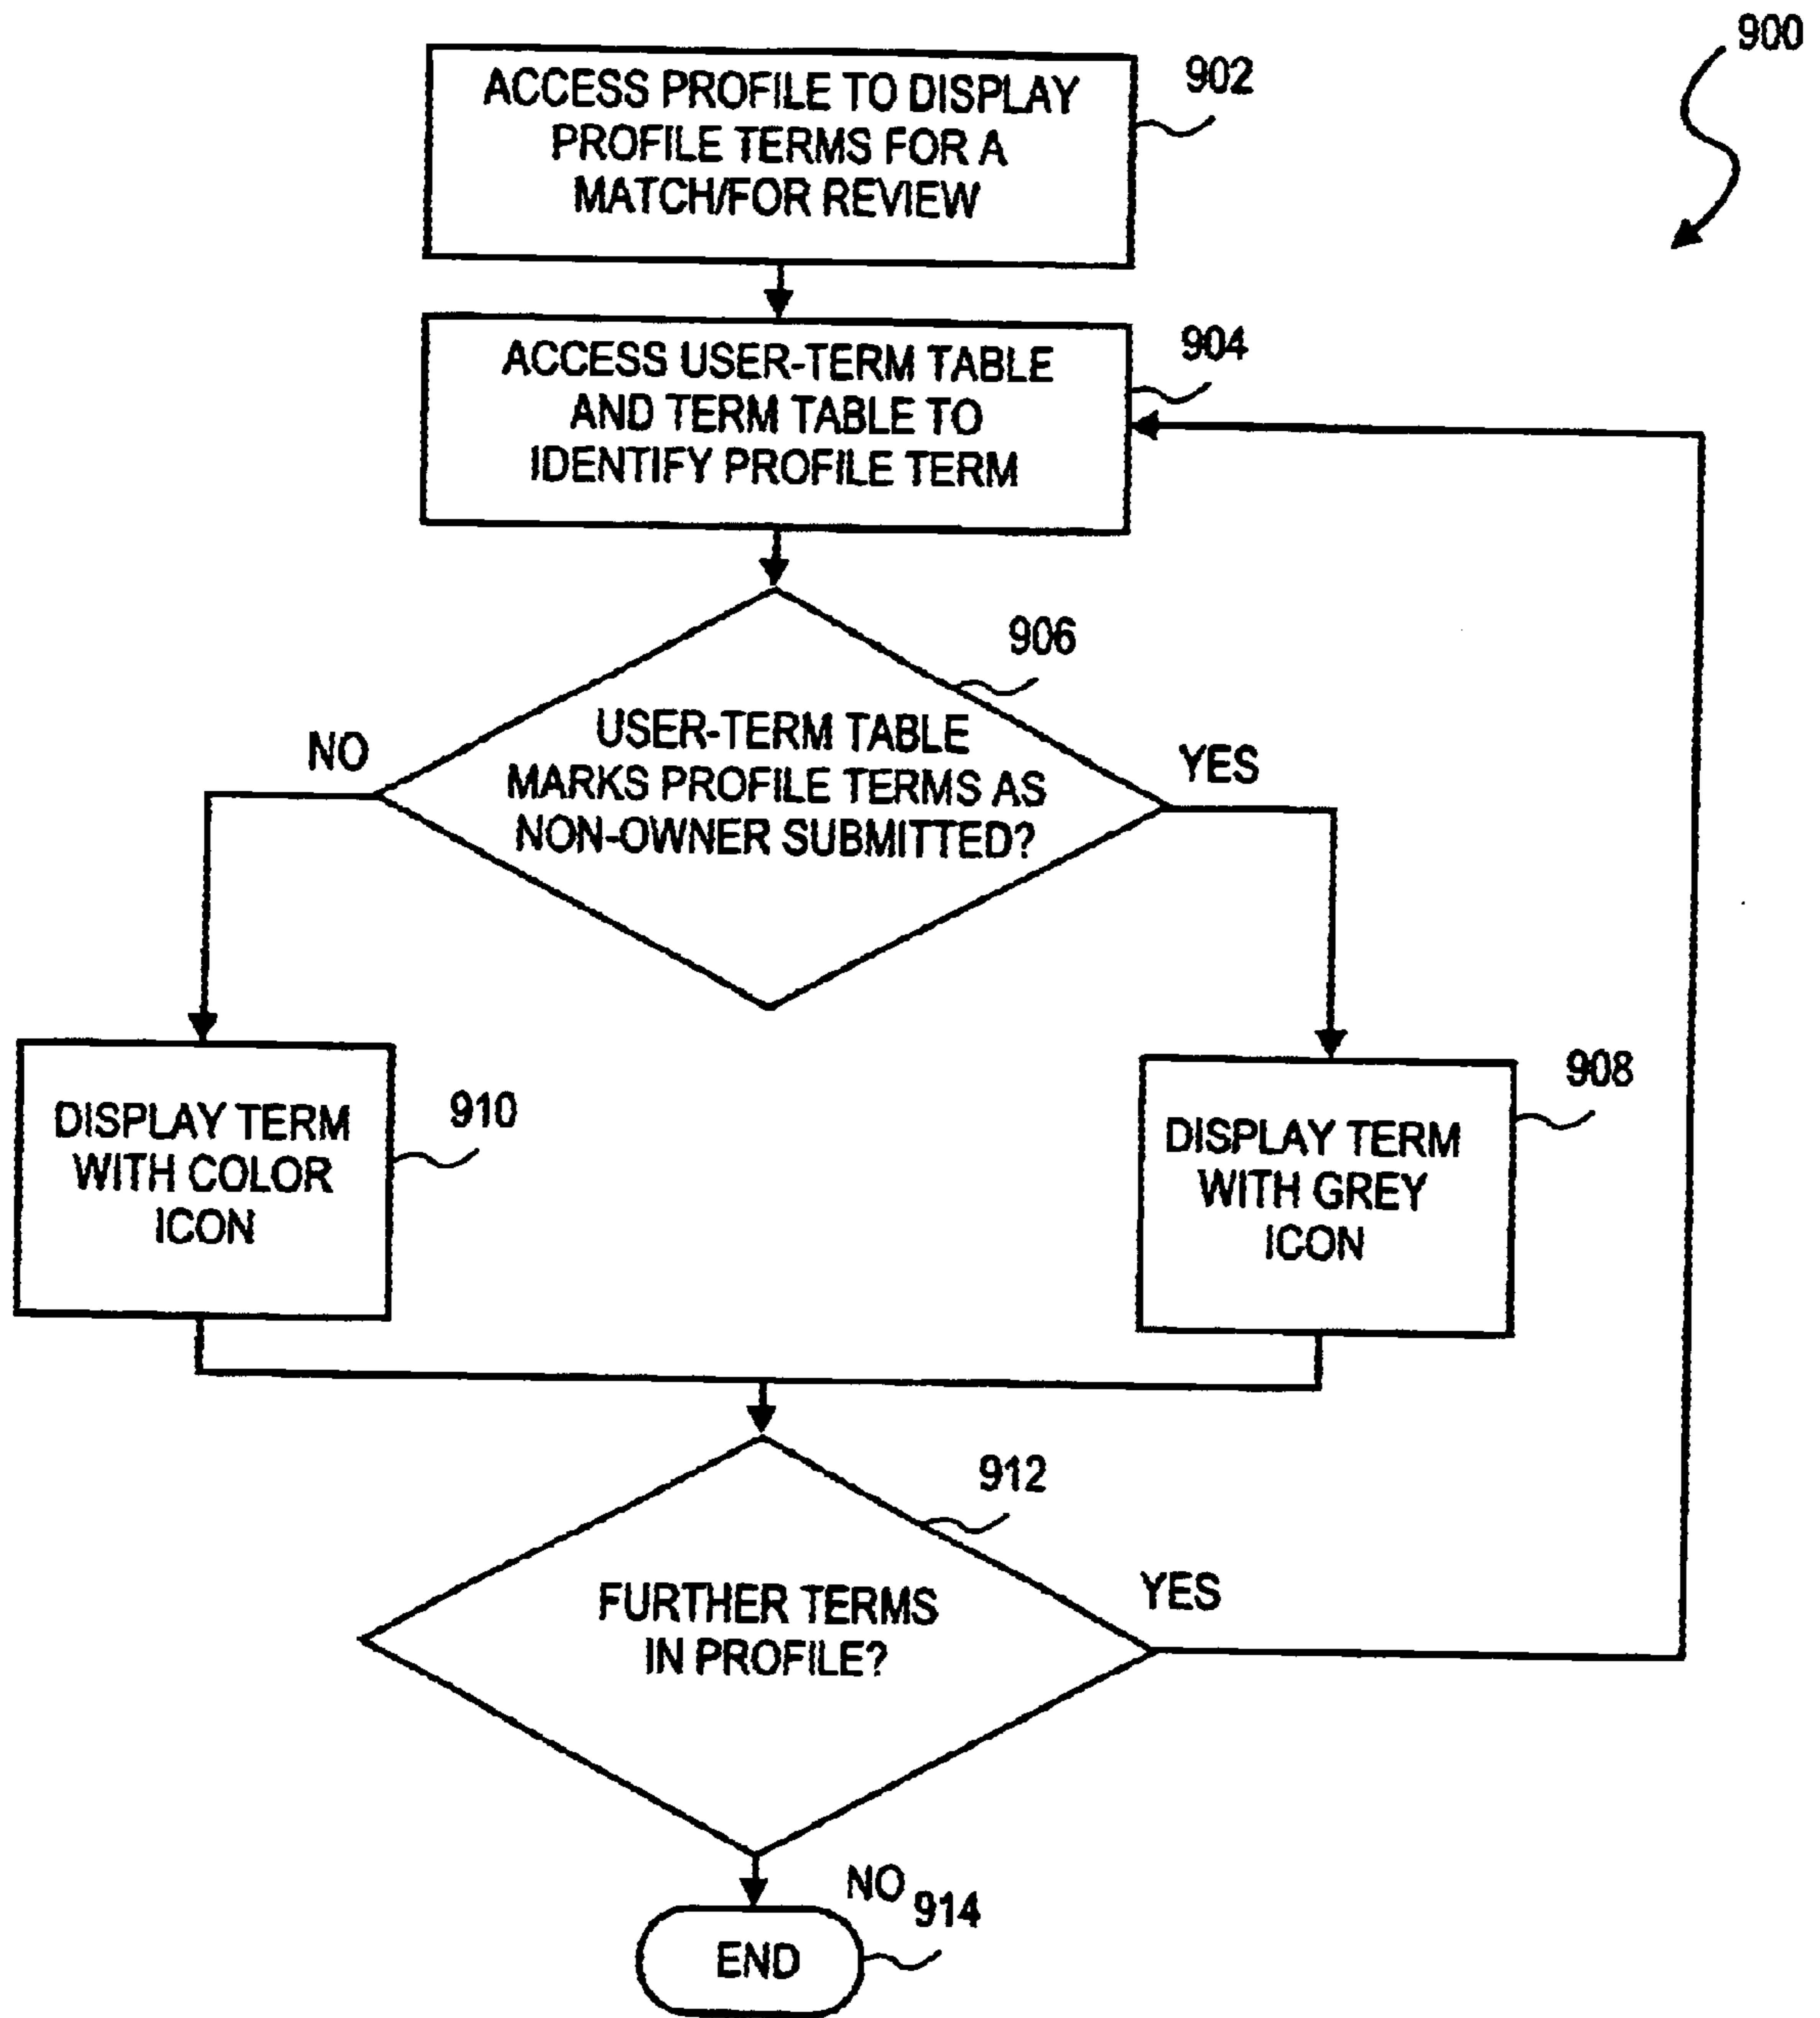 900
ACCESS PROFILE TO DISPLAY
PROFILE TERMS FOR A
MATCH/FOR REVIEW
902
ACCESS USER-TERM TABLE
AND TERM TABLE TO
IDENTIFY PROFILE TERM
904
906
USER-TERM TABLE
MARKS PROFILE TERMS AS
NON-OWNER SUBMITTED?
NO
YES
DISPLAY TERM
WITH COLOR
ICON
910
DISPLAY TERM
WITH GREY
ICON
908
912
FURTHER TERMS
IN PROFILE?
YES
NO
914
END